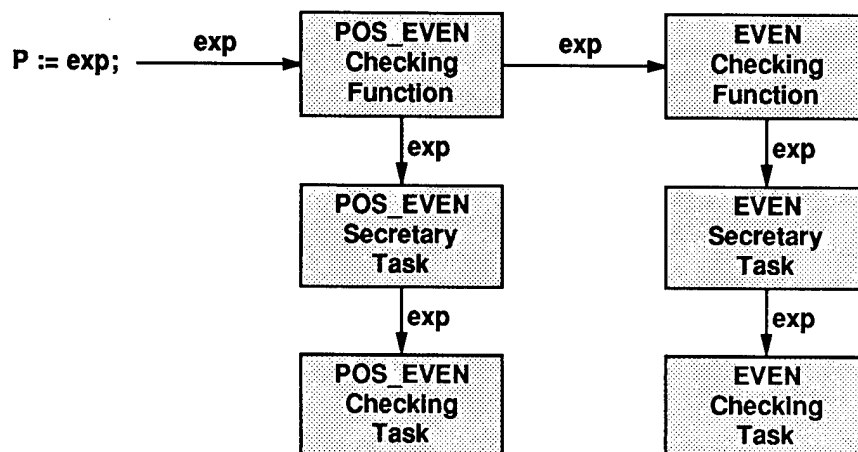 P := exp;
exp
POS_EVEN
Checking
Function
exp
EVEN
Checking
Function
exp
exp
POS_EVEN
Secretary
Task
EVEN
Secretary
Task
exp
exp
POS_EVEN
Checking
Task
EVEN
Checking
Task